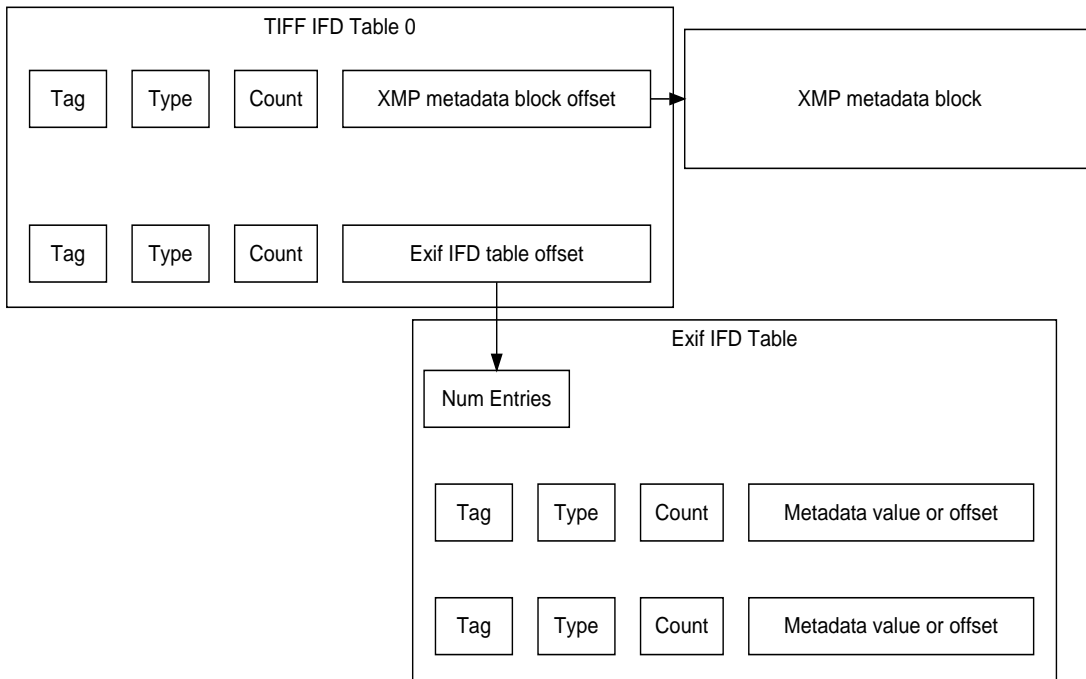 TIFF IFD Table 0
Tag Type Count XMP metadata block offset
XMP metadata block
Tag Type Count Exif IFD table offset
Exif IFD Table
Num Entries
Tag Type Count Metadata value or offset
Tag Type Count Metadata value or offset